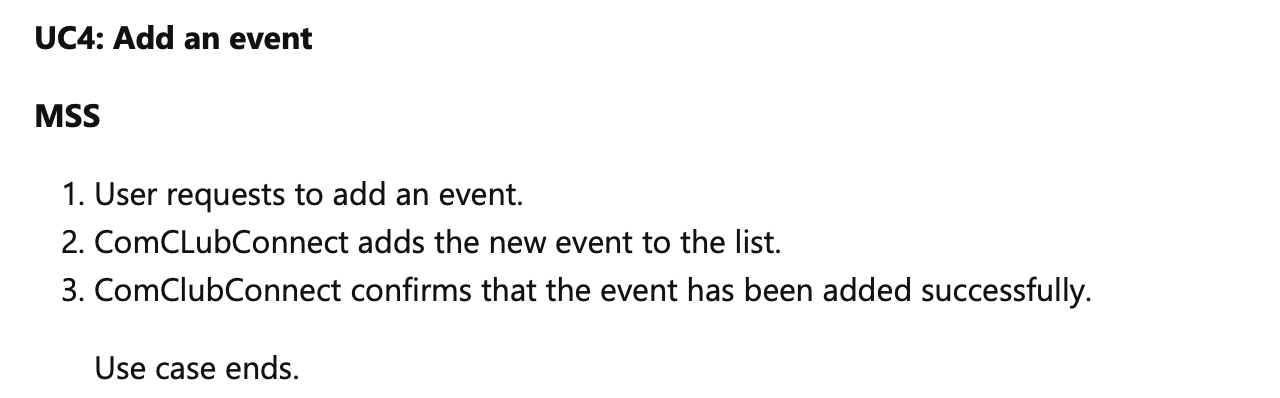 UC4: Add an event
MSS
1. User requests to add an event.
2. ComCLubConnect adds the new event to the list.
3. ComClubConnect confirms that the event has been added successfully.
Use case ends.